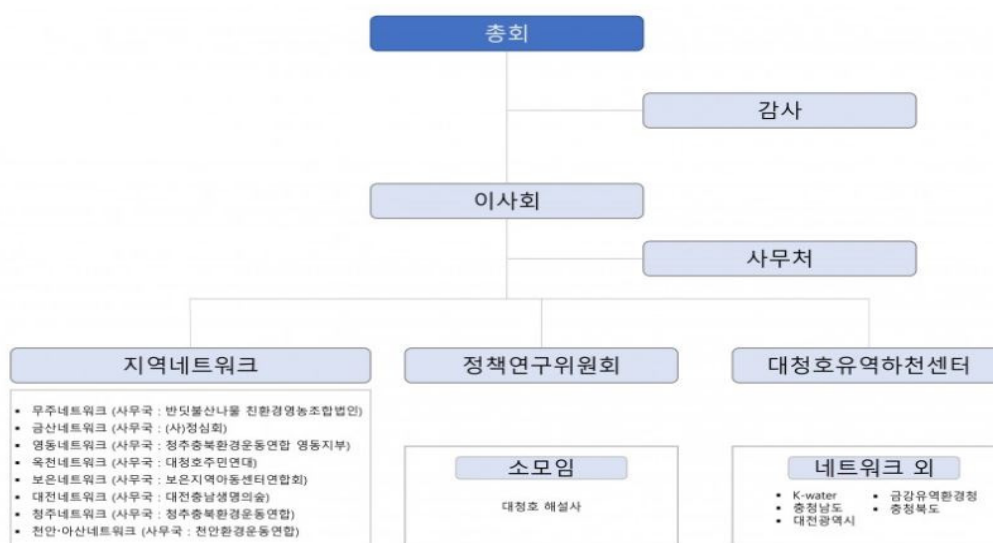 총회
감사
이사회
사무처
지역네트워크
정책연구위원회
대청호유역하천센터
• 무주네트워크 (사무국 : 반딧불산나물 친환경영농조합법인)
• 금산네트워크 (사무국 : (사)정심회)
• 영동네트워크 (사무국 : 청추충북환경운동연합 영동지부)
• 옥천네트워크 (사무국 : 대청호주민연대)
• 보은네트워크 (사무국 : 보은지역아동센터연합회)
• 대전네트워크 (사무국 : 대전충남생명의숲)
• 청주네트워크 (사무국 : 청추충북환경운동연합)
• 천안·아산네트워크 (사무국 : 천안환경운동연합)
소모임
대청호 해설사
네트워크 외
• K-water
• 충청남도
• 대전광역시
• 금강유역환경청
• 충청북도